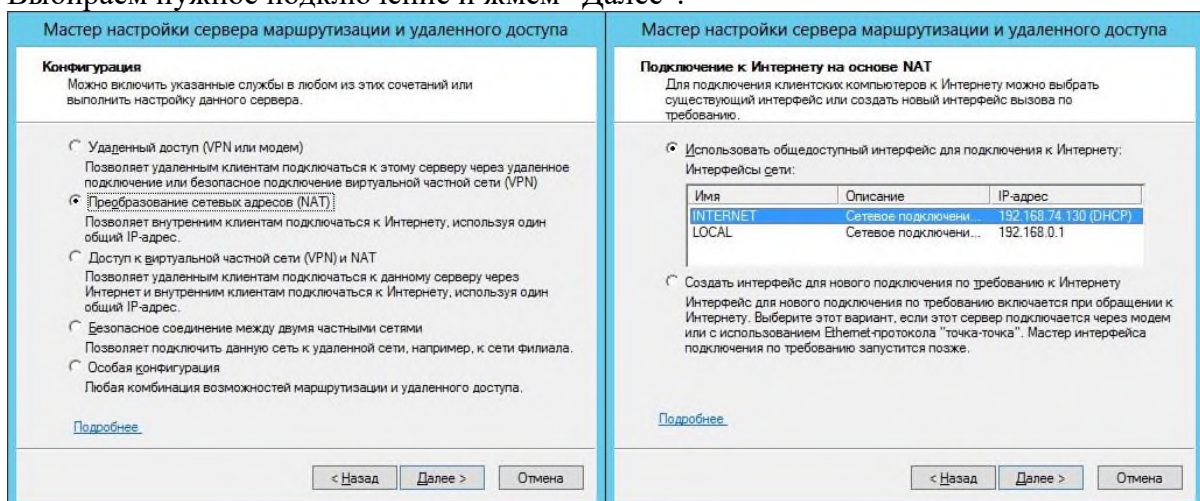 Выбираем нужное подключение и жмем "Далее".
Мастер настройки сервера маршрутизации и удаленного доступа
Конфигурация
Можно включить указанные службы в любом из этих сочетаний или
выполнить настройку данного сервера.
Удаленный доступ (VPN или модем)
Позволяет удаленным клиентам подключаться к этому серверу через удаленное
подключение или безопасное подключение виртуальной частной сети (VPN)
Преобразование сетевых адресов (NAT)
Позволяет внутренним клиентам подключаться к Интернету, используя один
общий IP-адрес.
Доступ к виртуальной частной сети (VPN) и NAT
Позволяет удаленным клиентам подключаться к данному серверу через
Интернет и внутренним клиентам подключаться к Интернету, используя один
общий IP-адрес.
Безопасное соединение между двумя частными сетями
Позволяет подключить данную сеть к удаленной сети, например, к сети филиала.
Особая конфигурация
Любая комбинация возможностей маршрутизации и удаленного доступа.
Подробнее
< Назад Далее > Отмена
Мастер настройки сервера маршрутизации и удаленного доступа
Подключение к Интернету на основе NAT
Для подключения клиентских компьютеров к Интернету можно выбрать
существующий интерфейс или создать новый интерфейс вызова по
требованию.
Использовать общедоступный интерфейс для подключения к Интернету:
Интерфейсы сети:
Имя Описание IP-адрес
INTERNET Сетевое подключени... 192.168.74.130 (DHCP)
LOCAL Сетевое подключени... 192.168.0.1
Создать интерфейс для нового подключения по требованию к Интернету
Интерфейс для нового подключения по требованию включается при обращении к
Интернету. Выберите этот вариант, если этот сервер подключается через модем
или с использованием Ethernet-протокола "точка-точка". Мастер интерфейса
подключения по требованию запустится позже.
Подробнее
< Назад Далее > Отмена